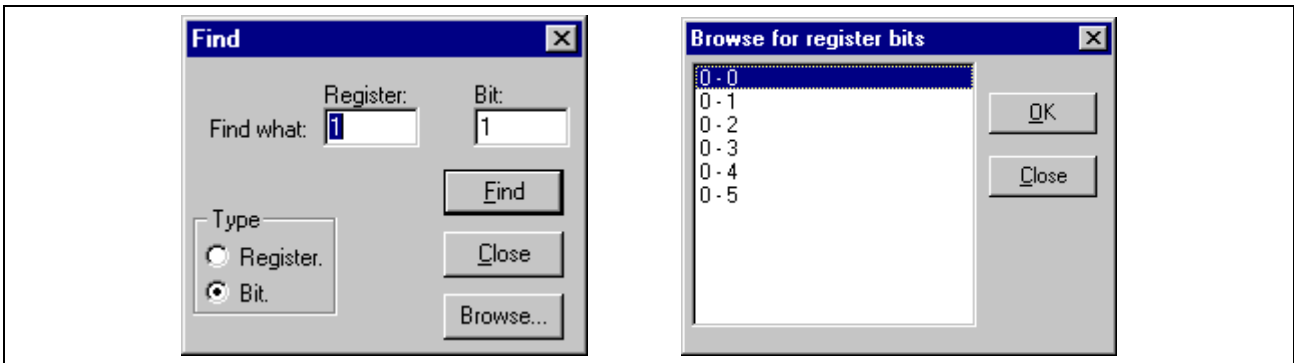 Find
Register: Bit:
Find what: 1 1
Find
Type
Register.
Close
Bit.
Browse...
Browse for register bits
0 - 0
0 - 1
0 - 2
0 - 3
0 - 4
0 - 5
OK
Close